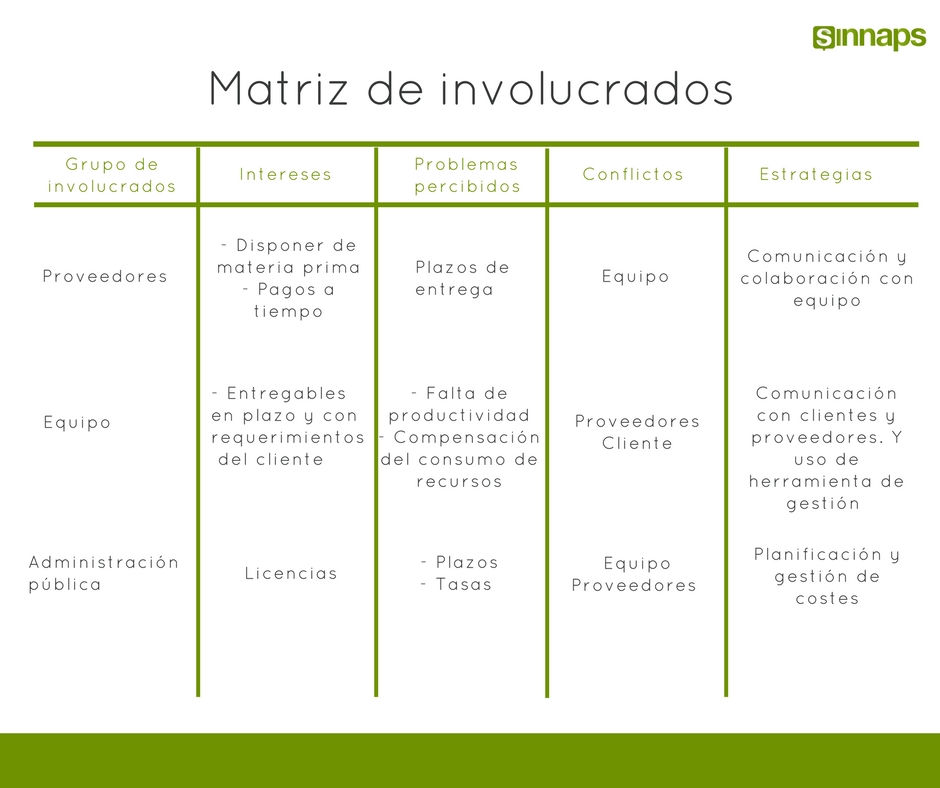 Sinnaps
Matriz de involucrados
Grupo de
involucrados
Intereses
Problemas
percibidos
Conflictos
Estrategias
Proveedores
- Disponer de
materia prima
- Pagos a
tiempo
Plazos de
entrega
Equipo
Comunicación y
colaboración con
equipo
Equipo
- Entregables
en plazo y con
requerimientos
del cliente
- Falta de
productividad
- Compensación
del consumo de
recursos
Proveedores
Cliente
Comunicación
con clientes y
proveedores. Y
uso de
herramienta de
gestión
Administración
pública
Licencias
- Plazos
- Tasas
Equipo
Proveedores
Planificación y
gestión de
costes